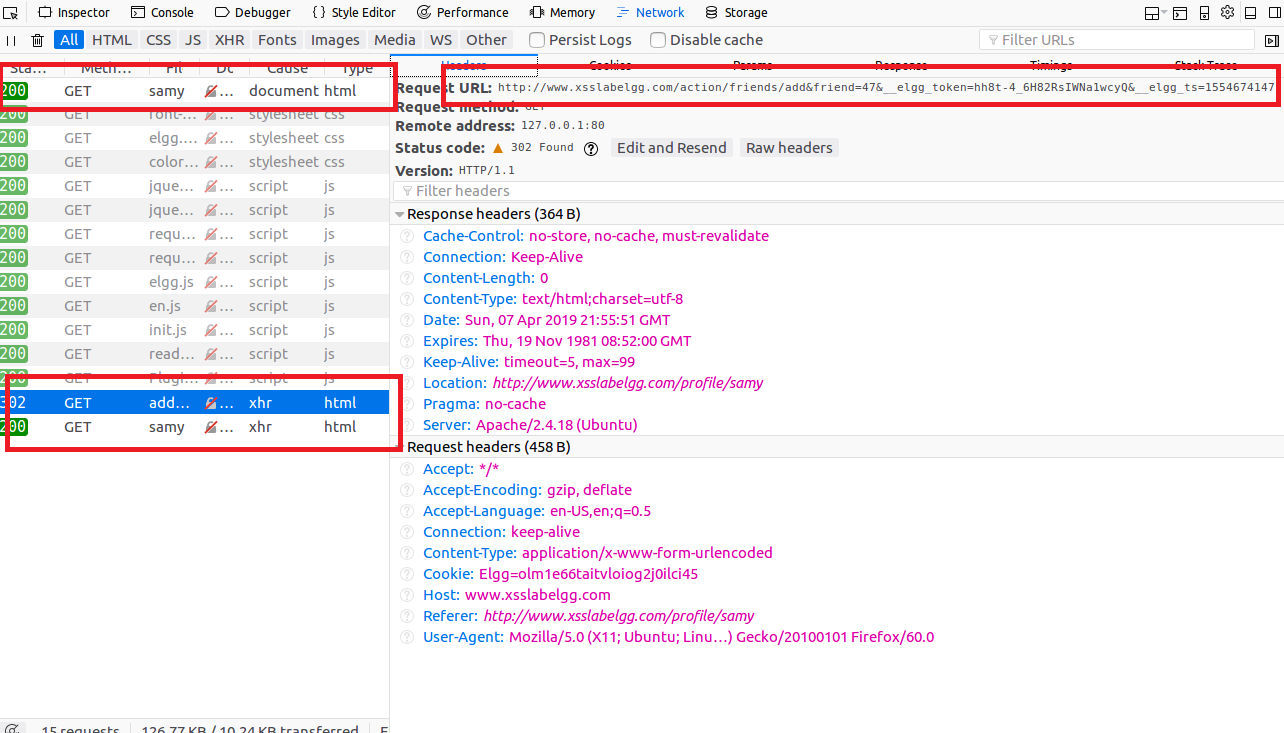 Inspector Console Debugger { } Style Editor Performance Memory Network Storage
All HTML CSS JS XHR Fonts Images Media WS Other Persist Logs Disable cache Filter URLs
Sta… Meth… Fil Dc Cause Type
200 GET samy … document html
200 GET font-… … stylesheet css
200 GET elgg.… … stylesheet css
200 GET color… … stylesheet css
200 GET jque… … script js
200 GET jque… … script js
200 GET requ… … script js
200 GET requ… … script js
200 GET elgg.js … script js
200 GET en.js … script js
200 GET init.js … script js
200 GET read… … script js
200 GET Plugi… … script js
302 GET add… … xhr html
200 GET samy … xhr html
15 requests 126.77 KB / 10.24 KB transferred
Headers Cookies Params Response Timings Stack Trace
Request URL: http://www.xsslabelgg.com/action/friends/add&friend=47&__elgg_token=hh8t-4_6H82RsIWNa1wcyQ&__elgg_ts=1554674147
Request method: GET
Remote address: 127.0.0.1:80
Status code: 302 Found Edit and Resend Raw headers
Version: HTTP/1.1
Filter headers
Response headers (364 B)
Cache-Control: no-store, no-cache, must-revalidate
Connection: Keep-Alive
Content-Length: 0
Content-Type: text/html;charset=utf-8
Date: Sun, 07 Apr 2019 21:55:51 GMT
Expires: Thu, 19 Nov 1981 08:52:00 GMT
Keep-Alive: timeout=5, max=99
Location: http://www.xsslabelgg.com/profile/samy
Pragma: no-cache
Server: Apache/2.4.18 (Ubuntu)
Request headers (458 B)
Accept: */*
Accept-Encoding: gzip, deflate
Accept-Language: en-US,en;q=0.5
Connection: keep-alive
Content-Type: application/x-www-form-urlencoded
Cookie: Elgg=olm1e66taitvloiog2j0ilci45
Host: www.xsslabelgg.com
Referer: http://www.xsslabelgg.com/profile/samy
User-Agent: Mozilla/5.0 (X11; Ubuntu; Linu…) Gecko/20100101 Firefox/60.0